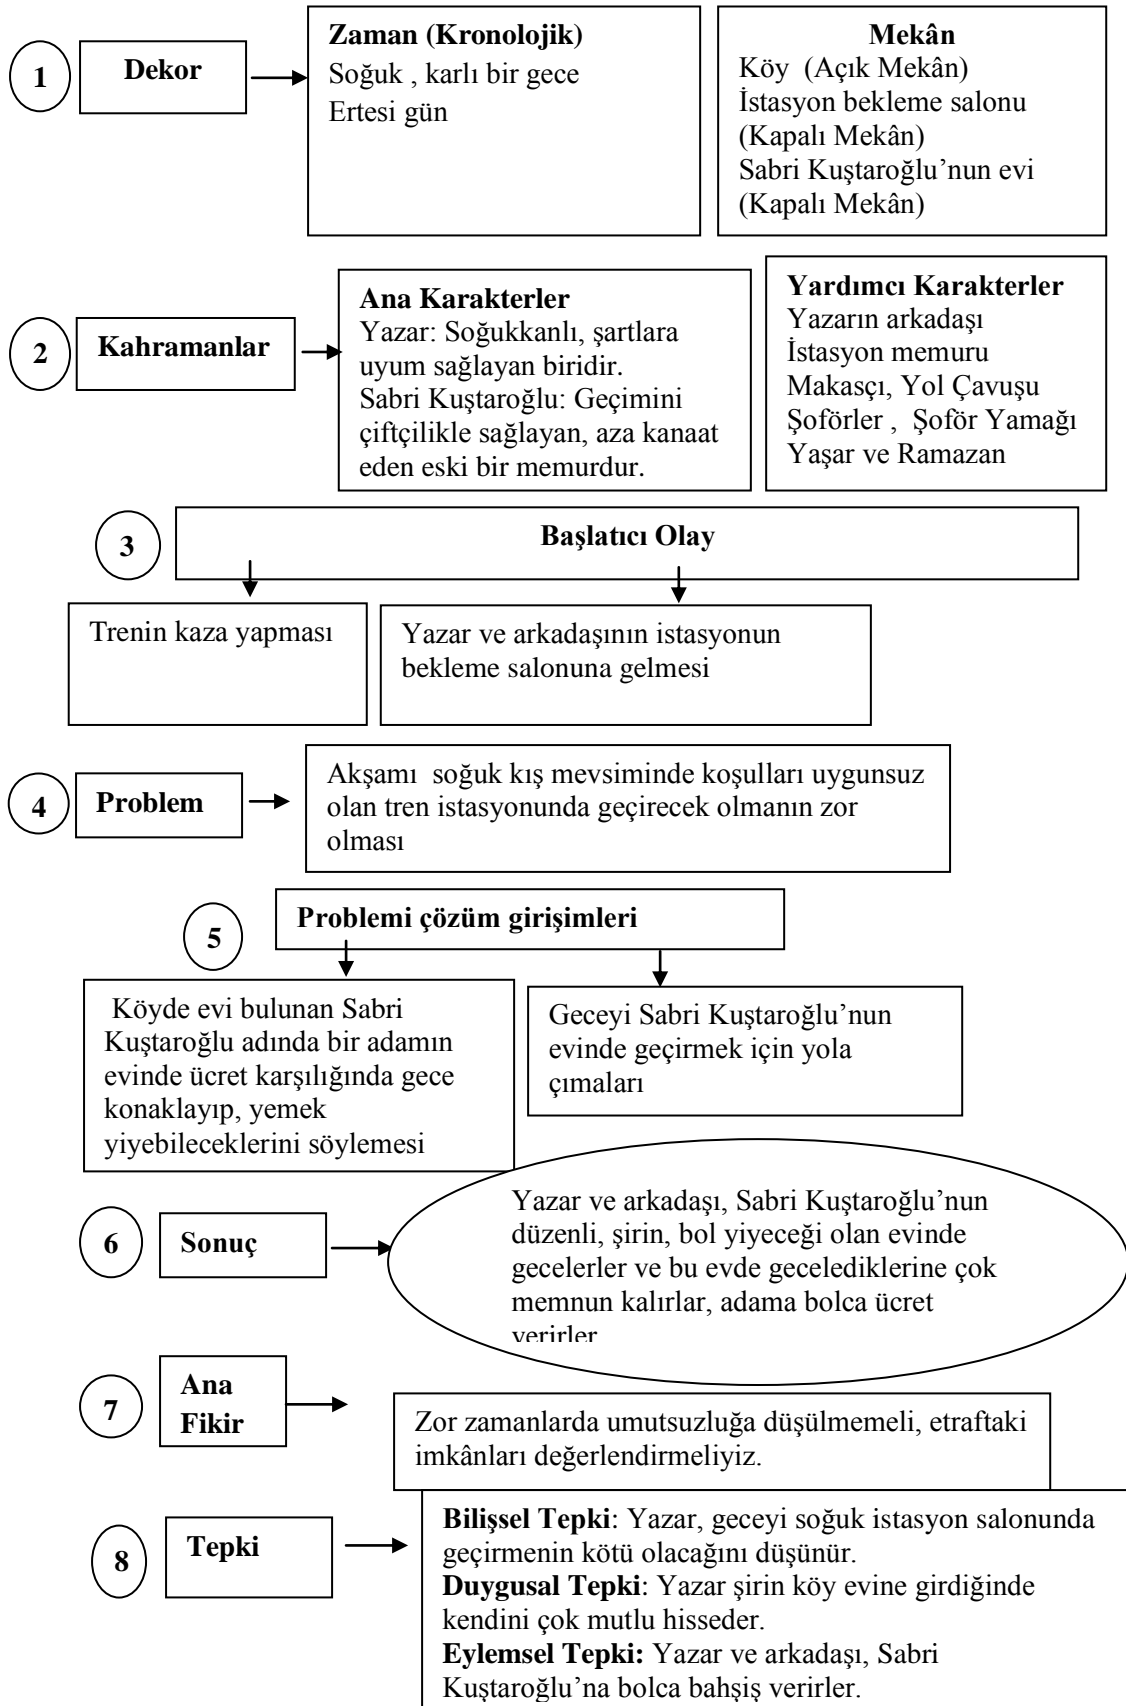 1
Dekor
Zaman (Kronolojik)
Soğuk , karlı bir gece
Ertesi gün
Mekân
Köy  (Açık Mekân)
İstasyon bekleme salonu
(Kapalı Mekân)
Sabri Kuştaroğlu’nun evi
(Kapalı Mekân)
2
Kahramanlar
Ana Karakterler
Yazar: Soğukkanlı, şartlara
uyum sağlayan biridir.
Sabri Kuştaroğlu: Geçimini
çiftçilikle sağlayan, aza kanaat
eden eski bir memurdur.
Yardımcı Karakterler
Yazarın arkadaşı
İstasyon memuru
Makasçı, Yol Çavuşu
Şoförler ,  Şoför Yamağı
Yaşar ve Ramazan
3
Başlatıcı Olay
Trenin kaza yapması
Yazar ve arkadaşının istasyonun
bekleme salonuna gelmesi
4
Problem
Akşamı  soğuk kış mevsiminde koşulları uygunsuz
olan tren istasyonunda geçirecek olmanın zor
olması
5
Problemi çözüm girişimleri
Köyde evi bulunan Sabri
Kuştaroğlu adında bir adamın
evinde ücret karşılığında gece
konaklayıp, yemek
yiyebileceklerini söylemesi
Geceyi Sabri Kuştaroğlu’nun
evinde geçirmek için yola
çımaları
6
Sonuç
Yazar ve arkadaşı, Sabri Kuştaroğlu’nun
düzenli, şirin, bol yiyeceği olan evinde
gecelerler ve bu evde gecelediklerine çok
memnun kalırlar, adama bolca ücret
verirler
7
Ana
Fikir
Zor zamanlarda umutsuzluğa düşülmemeli, etraftaki
imkânları değerlendirmeliyiz.
8
Tepki
Bilişsel Tepki: Yazar, geceyi soğuk istasyon salonunda
geçirmenin kötü olacağını düşünür.
Duygusal Tepki: Yazar şirin köy evine girdiğinde
kendini çok mutlu hisseder.
Eylemsel Tepki: Yazar ve arkadaşı, Sabri
Kuştaroğlu’na bolca bahşiş verirler.